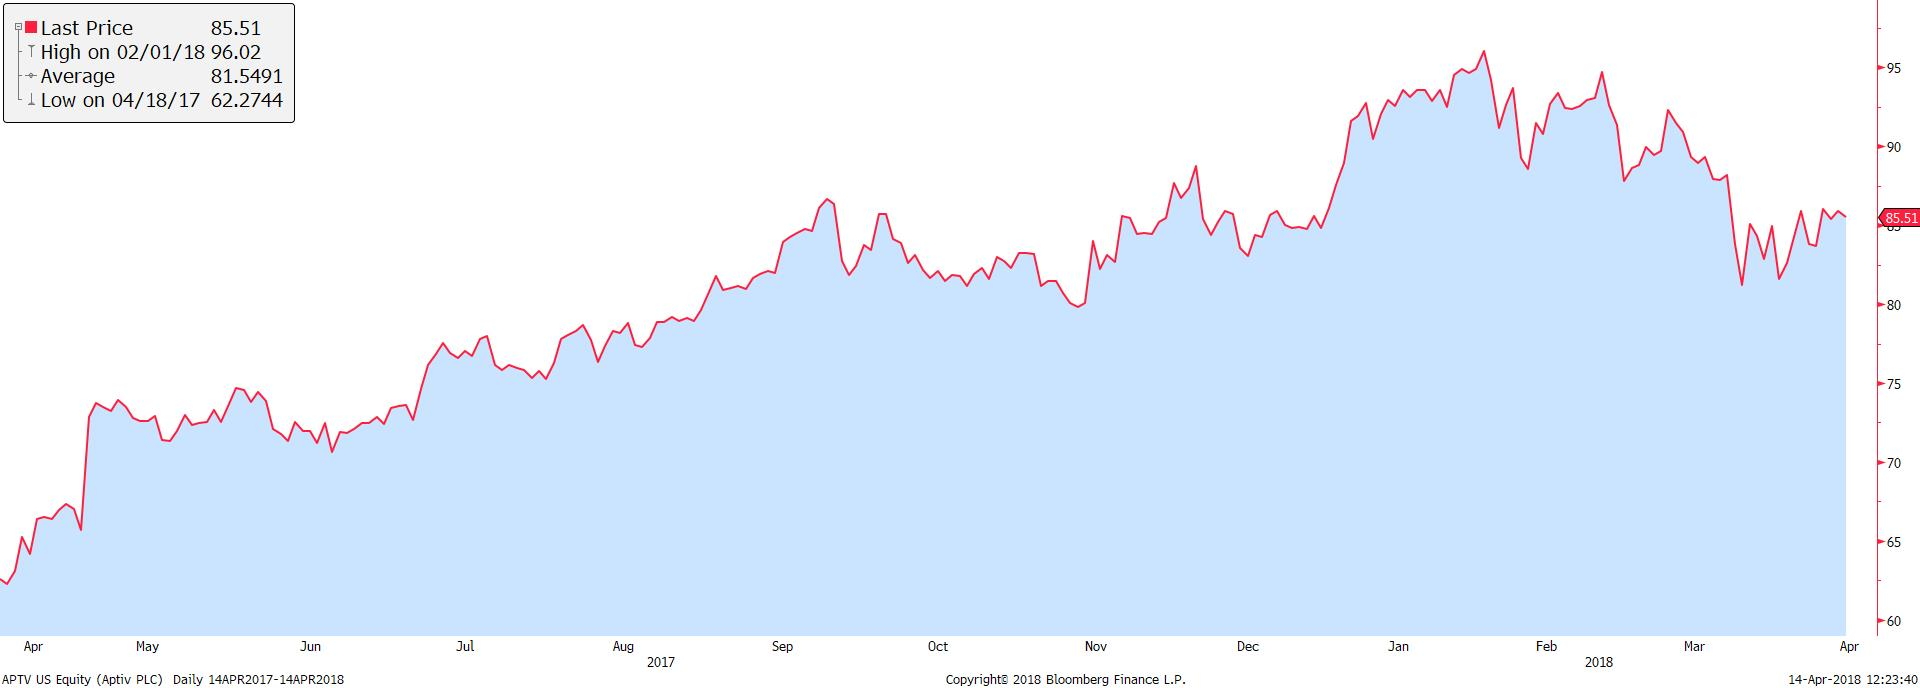 Last Price 85.51
High on 02/01/18 96.02
Average 81.5491
Low on 04/18/17 62.2744
95
90
85.51
85
80
75
70
65
60
Apr May Jun Jul Aug Sep Oct Nov Dec Jan Feb Mar Apr
2017 2018
APTV US Equity (Aptiv PLC) Daily 14APR2017-14APR2018 Copyright© 2018 Bloomberg Finance L.P. 14-Apr-2018 12:23:40